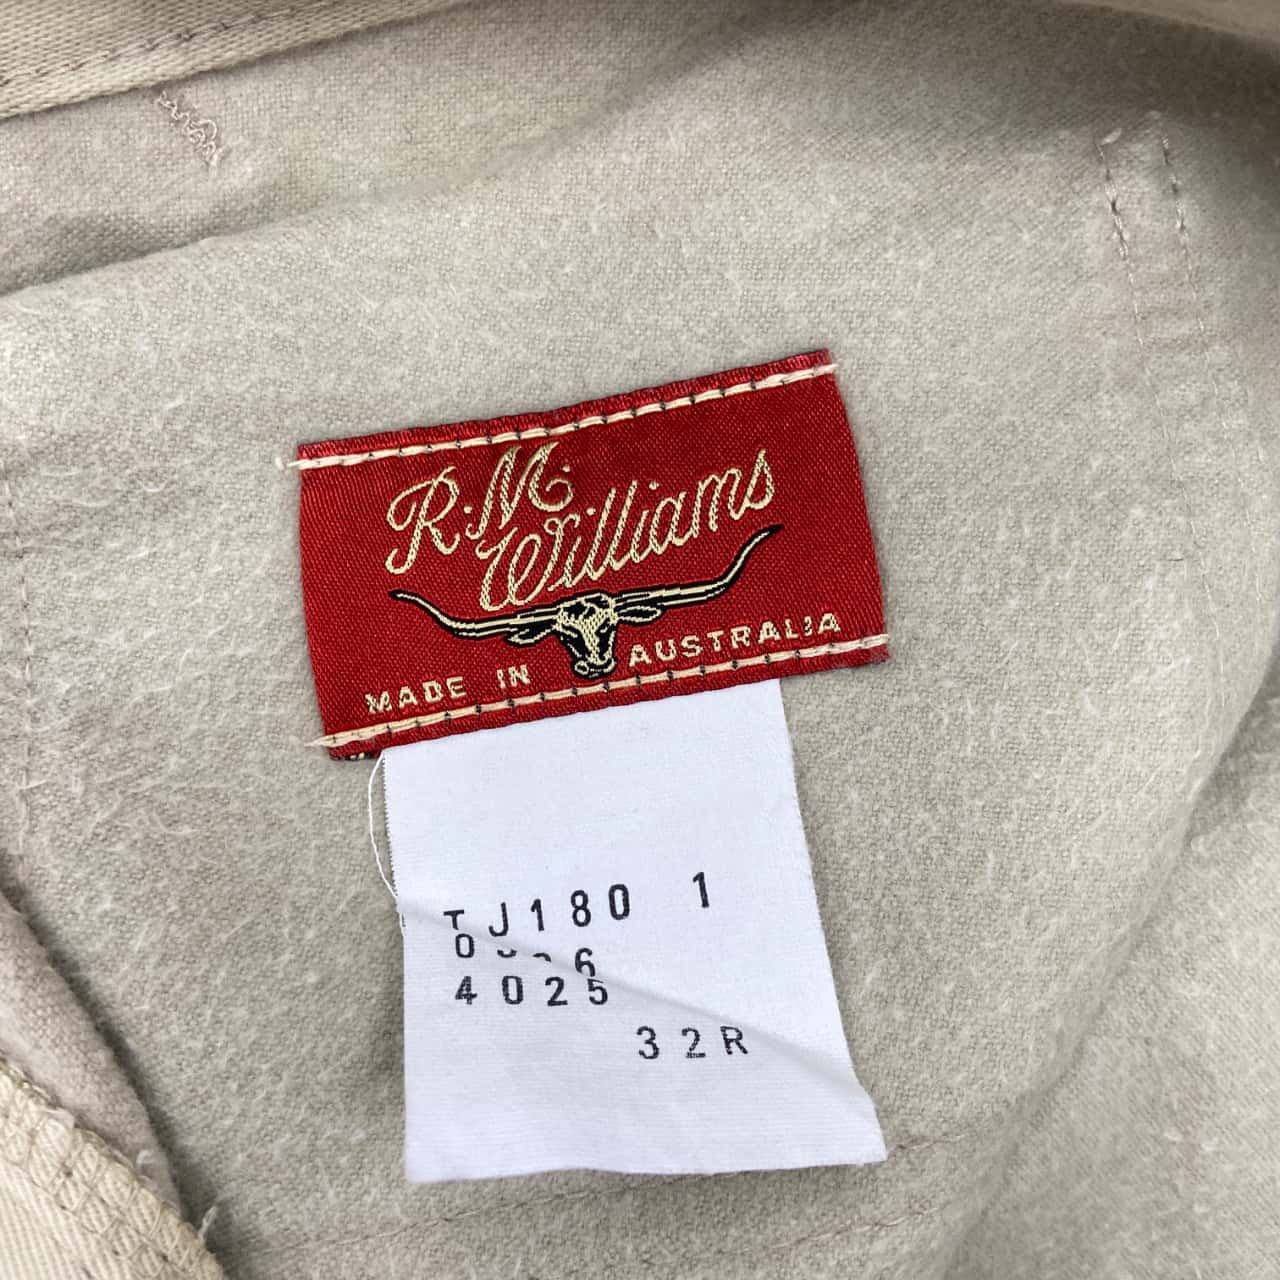 R.M.
Williams
MADE IN AUSTRALIA
TJ180 1
4025
32R